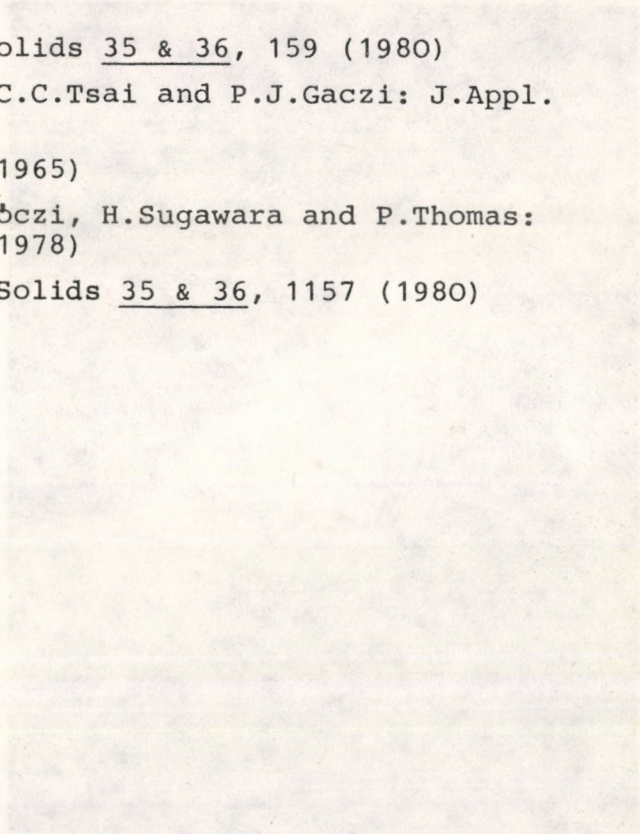 olids 35 & 36, 159 (1980)
C.C.Tsai and P.J.Gaczi: J.Appl.
1965)
óczi, H.Sugawara and P.Thomas:
1978)
Solids 35 & 36, 1157 (1980)